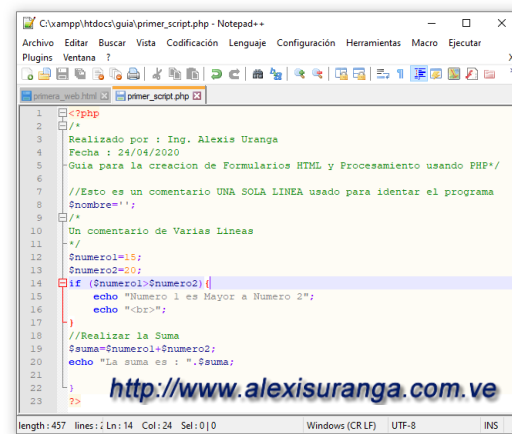 C:\xampp\htdocs\guia\primer_script.php - Notepad++
Archivo Editar Buscar Vista Codificación Lenguaje Configuración Herramientas Macro Ejecutar
Plugins Ventana ?
primera_web.html primer_script.php
1 <?php
2 /*
3 Realizado por : Ing. Alexis Uranga
4 Fecha : 24/04/2020
5 Guia para la creacion de Formularios HTML y Procesamiento usando PHP*/
6
7 //Esto es un comentario UNA SOLA LINEA usado para identar el programa
8 $nombre='';
9 /*
10 Un comentario de Varias Lineas
11 */
12 $numero1=15;
13 $numero2=20;
14 if ($numero1>$numero2){
15 echo "Numero 1 es Mayor a Numero 2";
16 echo "<br>";
17 }
18 //Realizar la Suma
19 $suma=$numero1+$numero2;
20 echo "La suma es : ".$suma;
21
22 }
23 ?>
http://www.alexisuranga.com.ve
length : 457 lines : 2 Ln : 14 Col : 24 Sel : 0 | 0 Windows (CR LF) UTF-8 INS